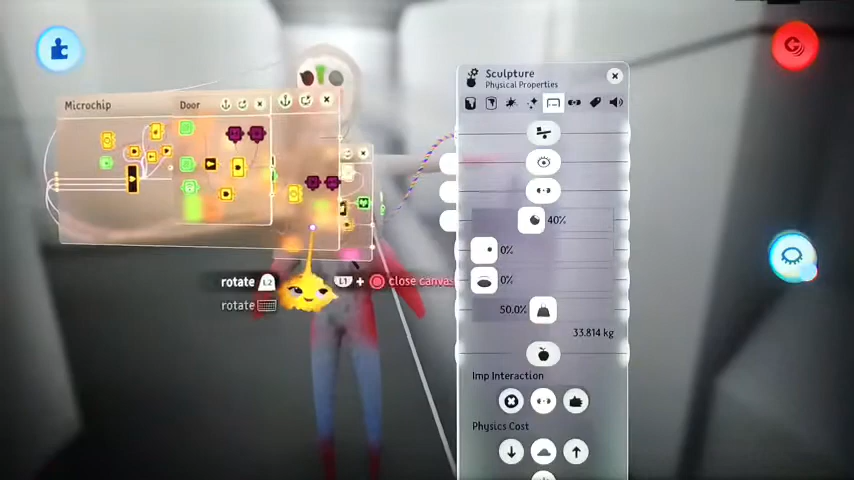 Sculpture
Physical Properties
Microchip
Door
40%
0%
0%
50.0%
33.814 kg
rotate L2
L1 + close canvas
rotate
Imp Interaction
Physics Cost